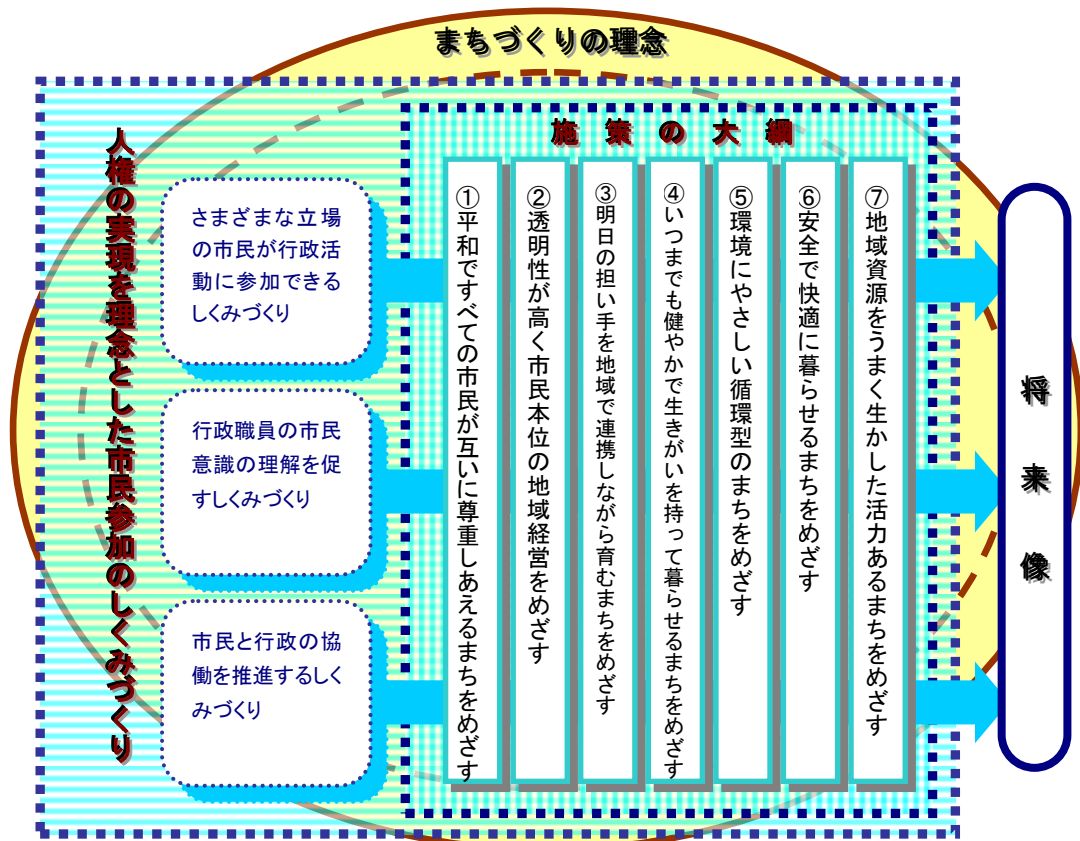 まちづくりの理念
人権の実現を理念とした市民参加のしくみづくり
さまざまな立場
の市民が行政活
動に参加できる
しくみづくり
行政職員の市民
意識の理解を促
すしくみづくり
市民と行政の協
働を推進するしく
みづくり
施策の大綱
①平和ですべての市民が互いに尊重しあえるまちをめざす
②透明性が高く市民本位の地域経営をめざす
③明日の担い手を地域で連携しながら育むまちをめざす
④いつまでも健やかで生きがいを持って暮らせるまちをめざす
⑤環境にやさしい循環型のまちをめざす
⑥安全で快適に暮らせるまちをめざす
⑦地域資源をうまく生かした活力あるまちをめざす
将来像